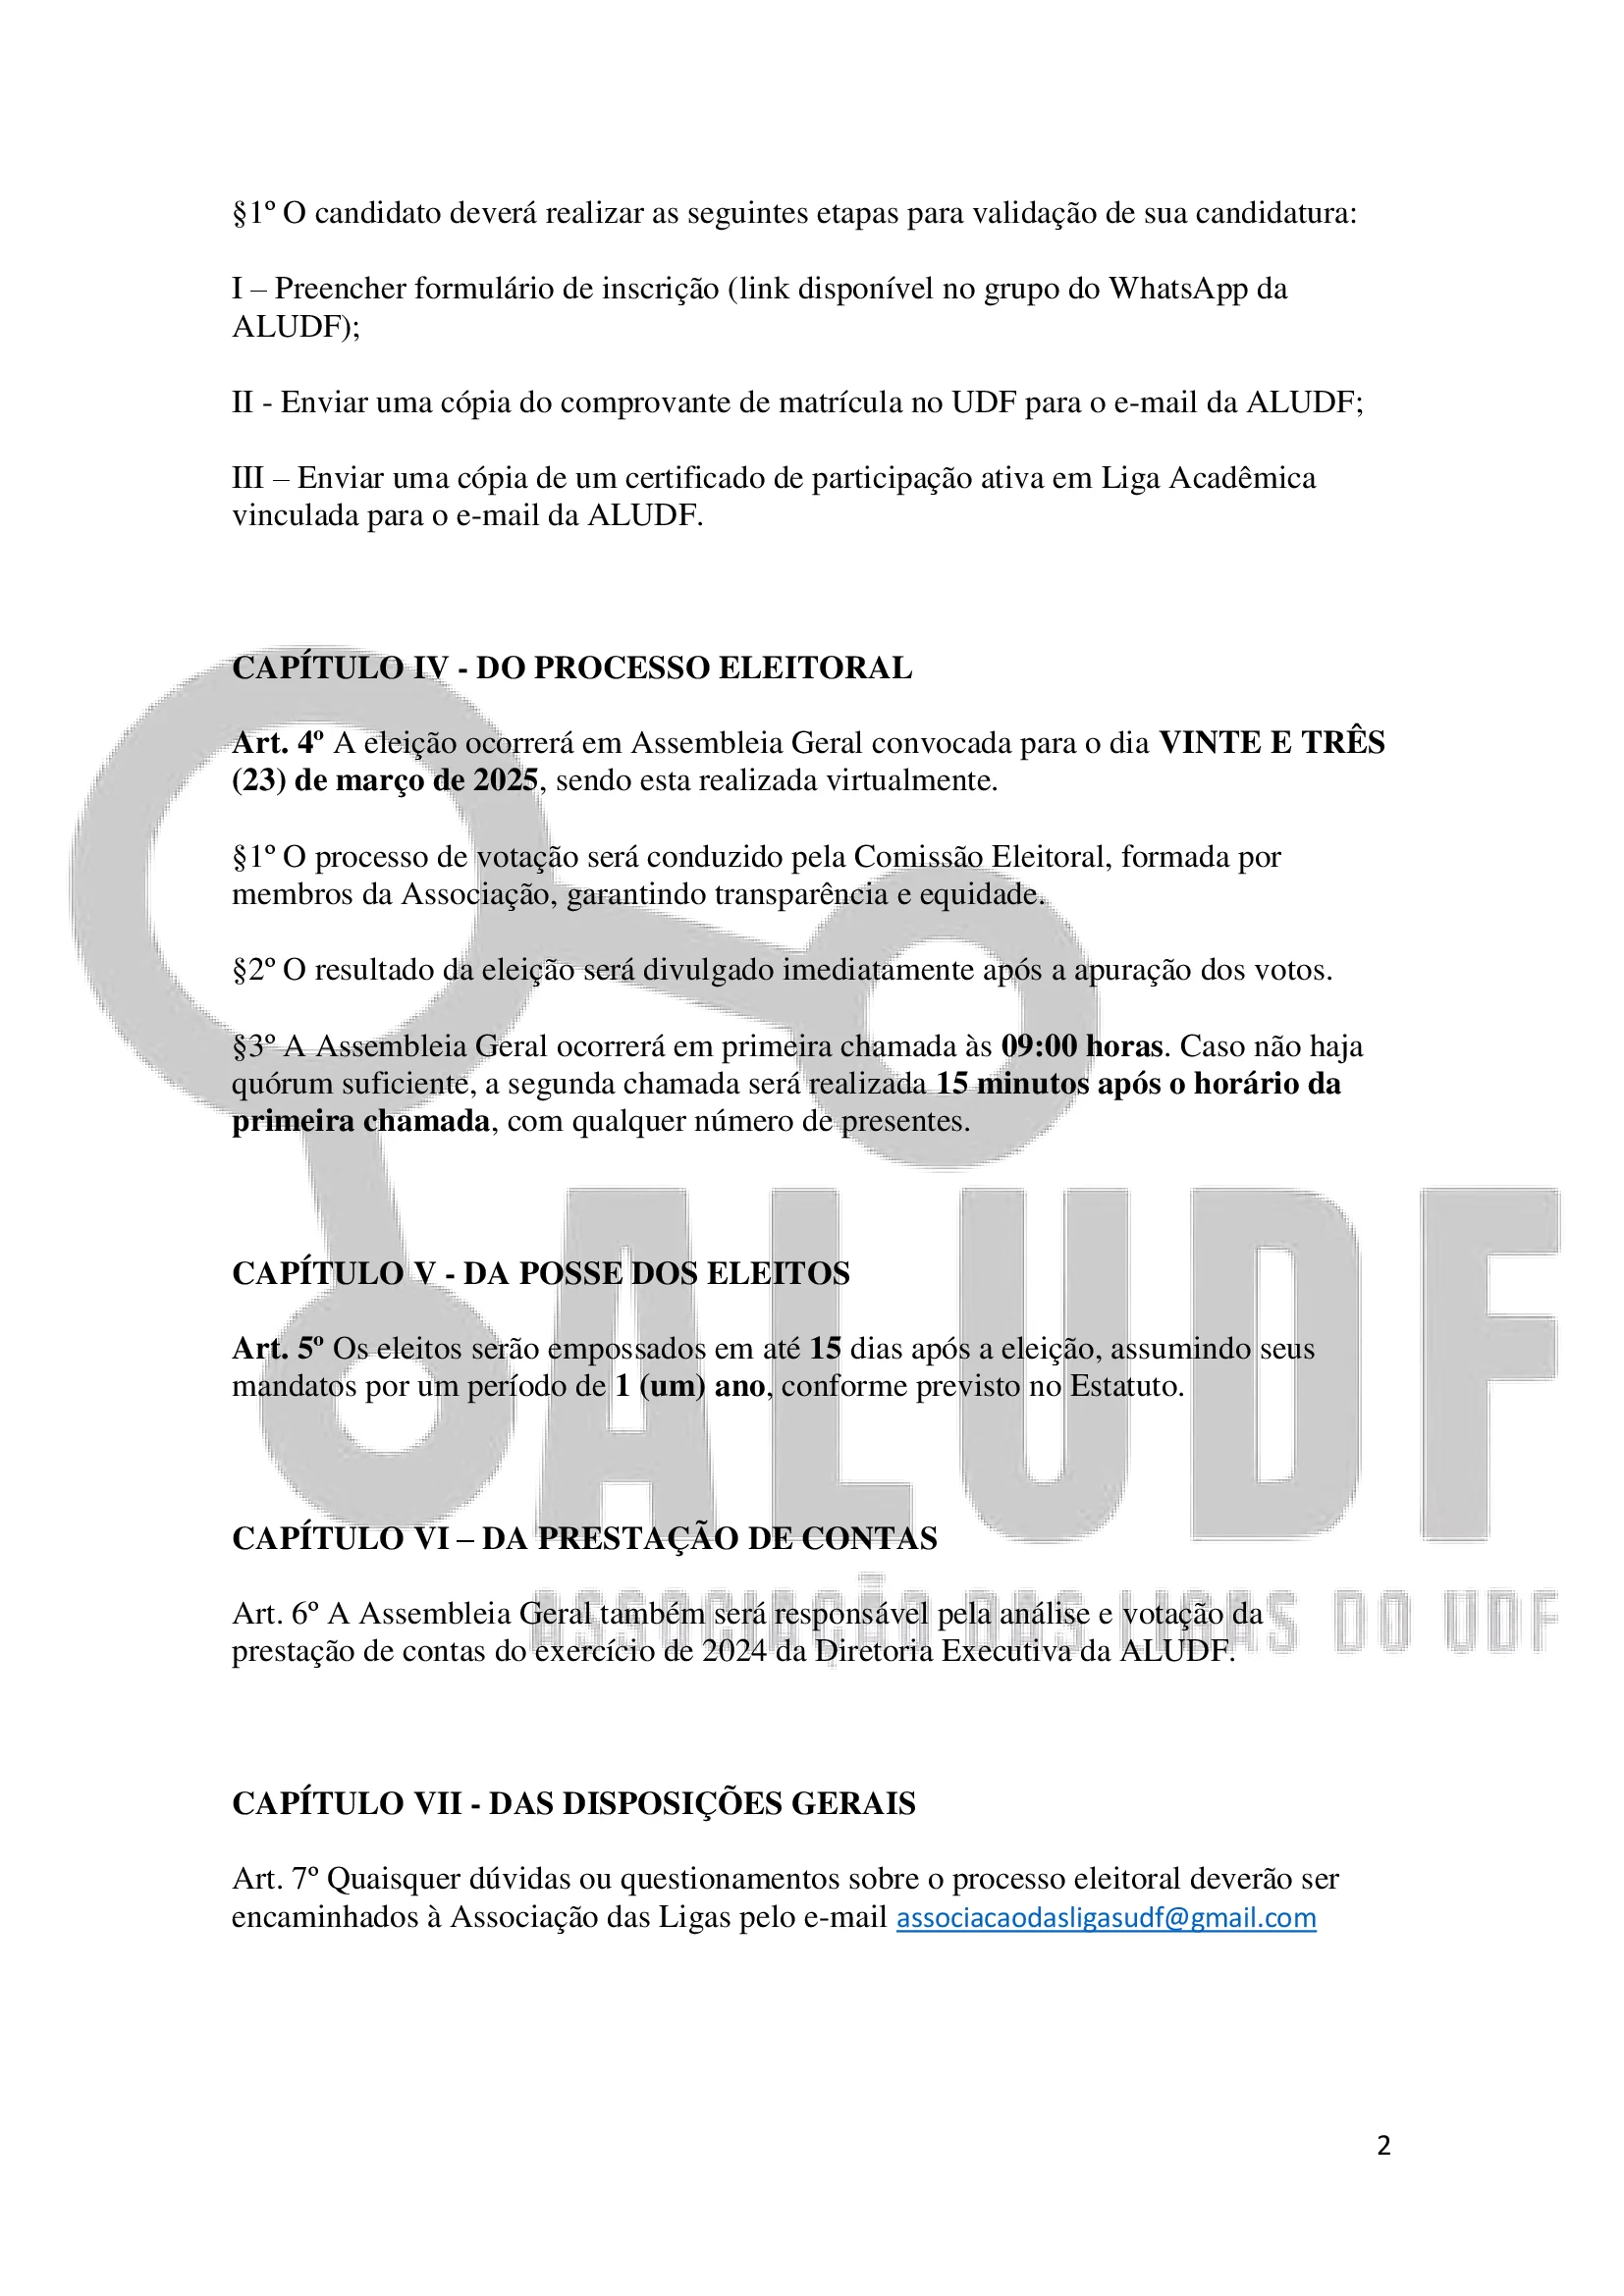 §1º O candidato deverá realizar as seguintes etapas para validação de sua candidatura:
I – Preencher formulário de inscrição (link disponível no grupo do WhatsApp da
ALUDF);
II - Enviar uma cópia do comprovante de matrícula no UDF para o e-mail da ALUDF;
III – Enviar uma cópia de um certificado de participação ativa em Liga Acadêmica
vinculada para o e-mail da ALUDF.
CAPÍTULO IV - DO PROCESSO ELEITORAL
Art. 4º A eleição ocorrerá em Assembleia Geral convocada para o dia VINTE E TRÊS
(23) de março de 2025, sendo esta realizada virtualmente.
§1º O processo de votação será conduzido pela Comissão Eleitoral, formada por
membros da Associação, garantindo transparência e equidade.
§2º O resultado da eleição será divulgado imediatamente após a apuração dos votos.
§3º A Assembleia Geral ocorrerá em primeira chamada às 09:00 horas. Caso não haja
quórum suficiente, a segunda chamada será realizada 15 minutos após o horário da
primeira chamada, com qualquer número de presentes.
ALUDF
CAPÍTULO V - DA POSSE DOS ELEITOS
Art. 5º Os eleitos serão empossados em até 15 dias após a eleição, assumindo seus
mandatos por um período de 1 (um) ano, conforme previsto no Estatuto.
CAPÍTULO VI – DA PRESTAÇÃO DE CONTAS
ASSOCIAÇÃO DAS LIGAS DO UDF
Art. 6º A Assembleia Geral também será responsável pela análise e votação da
prestação de contas do exercício de 2024 da Diretoria Executiva da ALUDF.
CAPÍTULO VII - DAS DISPOSIÇÕES GERAIS
Art. 7º Quaisquer dúvidas ou questionamentos sobre o processo eleitoral deverão ser
encaminhados à Associação das Ligas pelo e-mail associacaodasligasudf@gmail.com
2